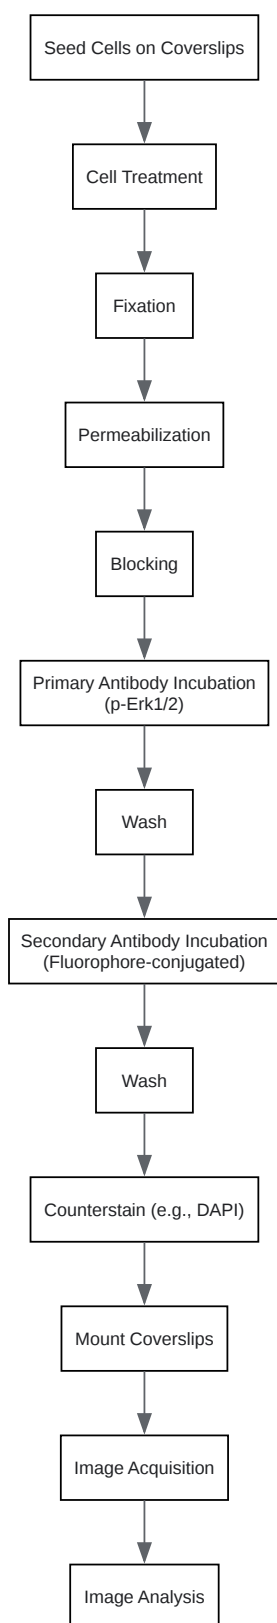 Seed Cells on Coverslips
Cell Treatment
Fixation
Permeabilization
Blocking
Primary Antibody Incubation
(p-Erk1/2)
Wash
Secondary Antibody Incubation
(Fluorophore-conjugated)
Wash
Counterstain (e.g., DAPI)
Mount Coverslips
Image Acquisition
Image Analysis